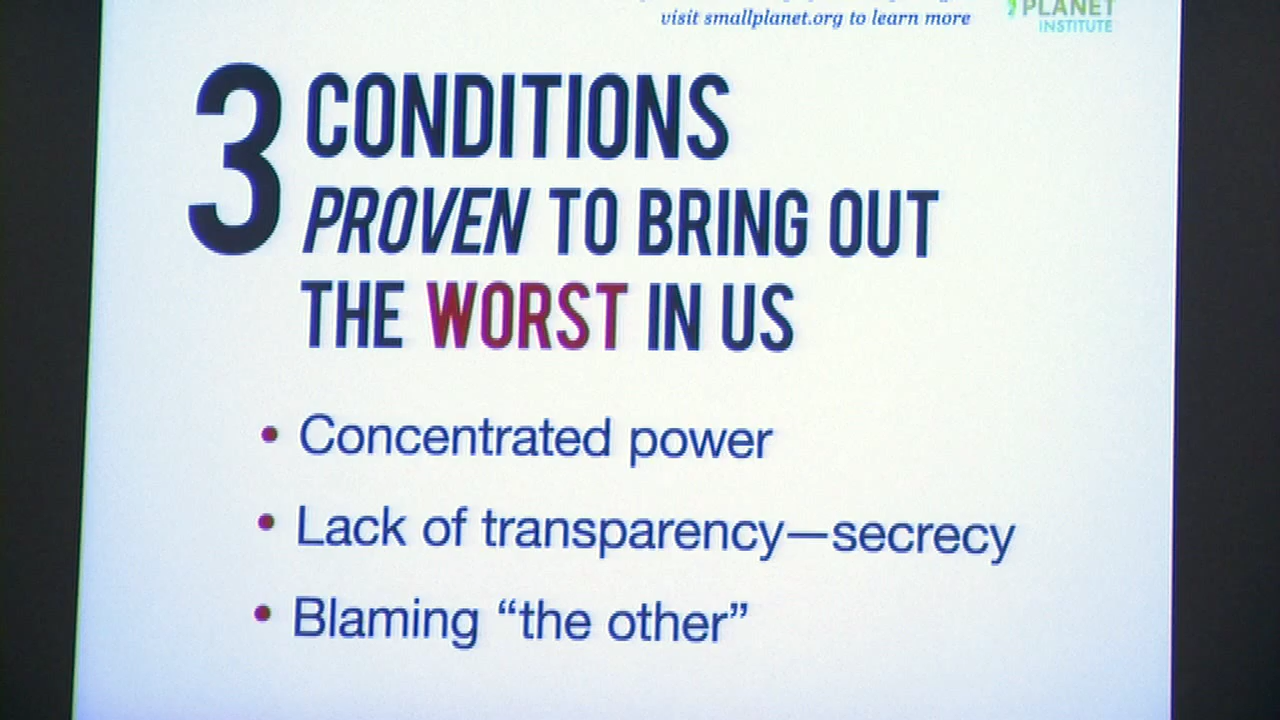 visit smallplanet.org to learn more
PLANET
INSTITUTE
3 CONDITIONS
PROVEN TO BRING OUT
THE WORST IN US
• Concentrated power
• Lack of transparency—secrecy
• Blaming “the other”